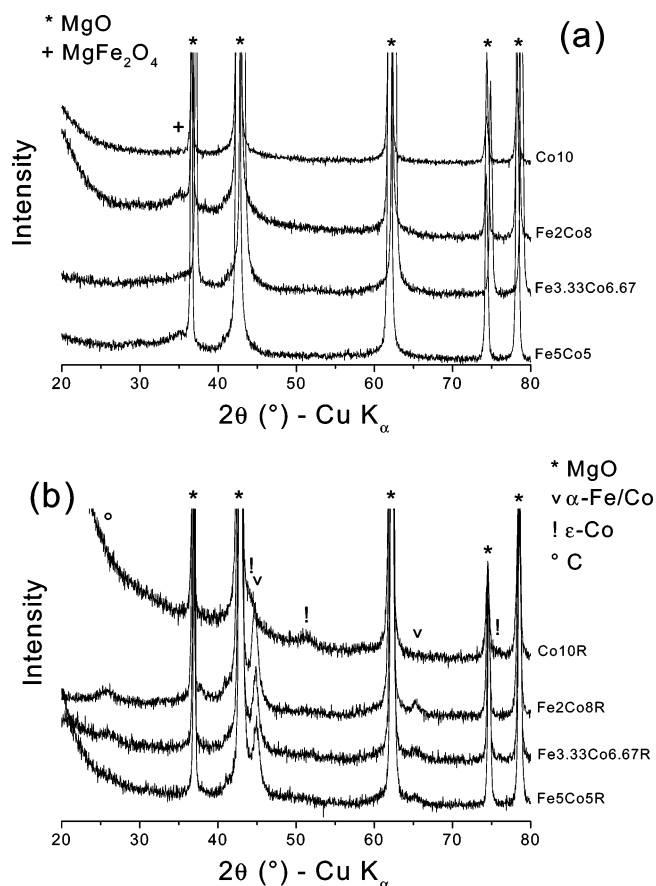 * MgO
+ MgFe₂O₄
(a)
*
*
*
*
*
+
Co10
Fe2Co8
Fe3.33Co6.67
Fe5Co5
Intensity
20 30 40 50 60 70 80
2θ (°) - Cu Kα
(b)
* MgO
v α-Fe/Co
! ε-Co
° C
*
*
*
*
*
°
!
v
!
v
!
Co10R
Fe2Co8R
Fe3.33Co6.67R
Fe5Co5R
Intensity
20 30 40 50 60 70 80
2θ (°) - Cu Kα